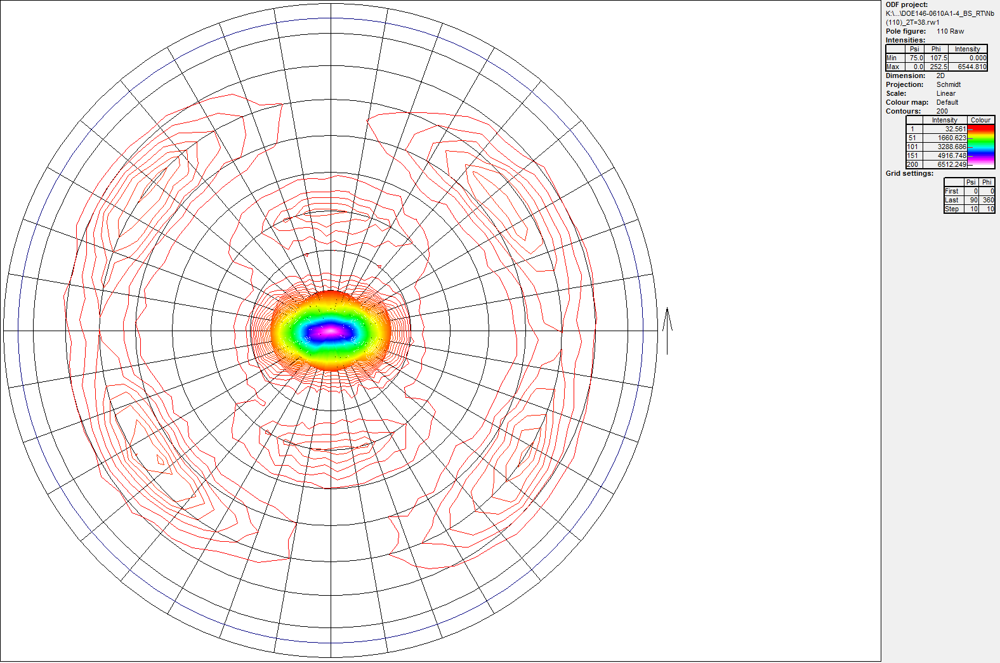 ODF project:
K:\...\DOE146-0610A1-4_BS_RT\Nb
(110)_2T=38.rw1
Pole figure: 110 Raw
Intensities:
Psi Phi Intensity
Min 75.0 107.5 0.000
Max 0.0 252.5 6544.810
Dimension: 2D
Projection: Schmidt
Scale: Linear
Colour map: Default
Contours: 200
Intensity Colour
1 32.561
51 1660.623
101 3288.686
151 4916.748
200 6512.249
Grid settings:
Psi Phi
First 0 0
Last 90 360
Step 10 10